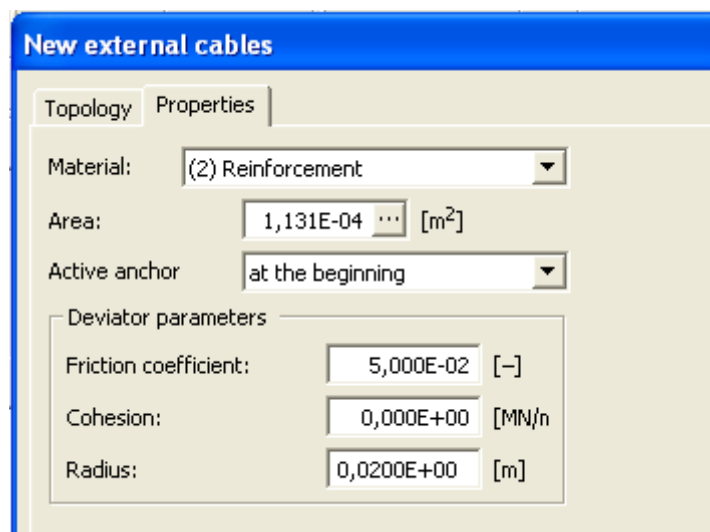 New external cables
Topology Properties
Material: (2) Reinforcement
Area: 1,131E-04 ... [m²]
Active anchor at the beginning
Deviator parameters
Friction coefficient: 5,000E-02 [–]
Cohesion: 0,000E+00 [MN/n
Radius: 0,0200E+00 [m]